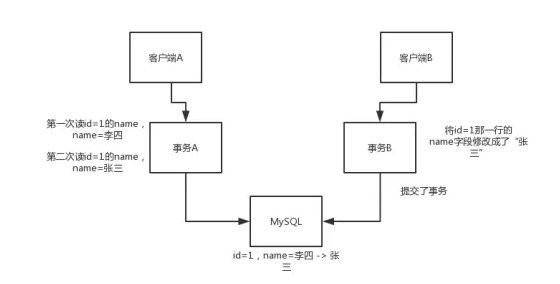 客户端A
客户端B
第一次读id=1的name，
name=李四
第二次读id=1的name，
name=张三
事务A
事务B
将id=1那一行的
name字段修改成了“张
三”
提交了事务
MySQL
id=1，name=李四 -> 张
三